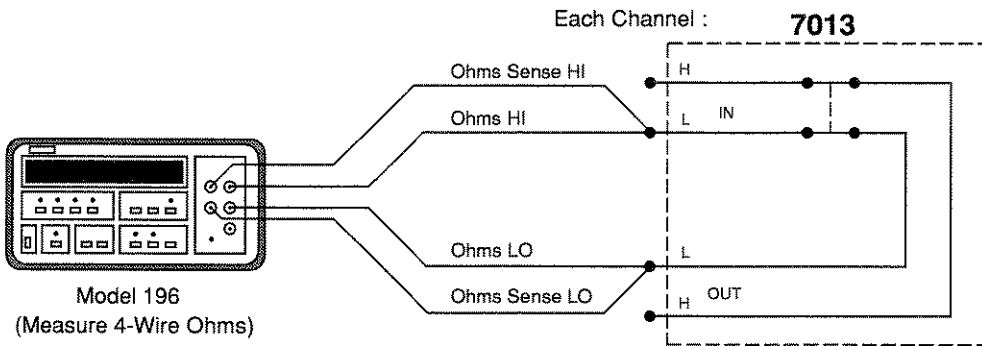 Each Channel :
7013
Ohms Sense HI
H
Ohms HI
L
IN
Ohms LO
L
Ohms Sense LO
H
OUT
Model 196
(Measure 4-Wire Ohms)